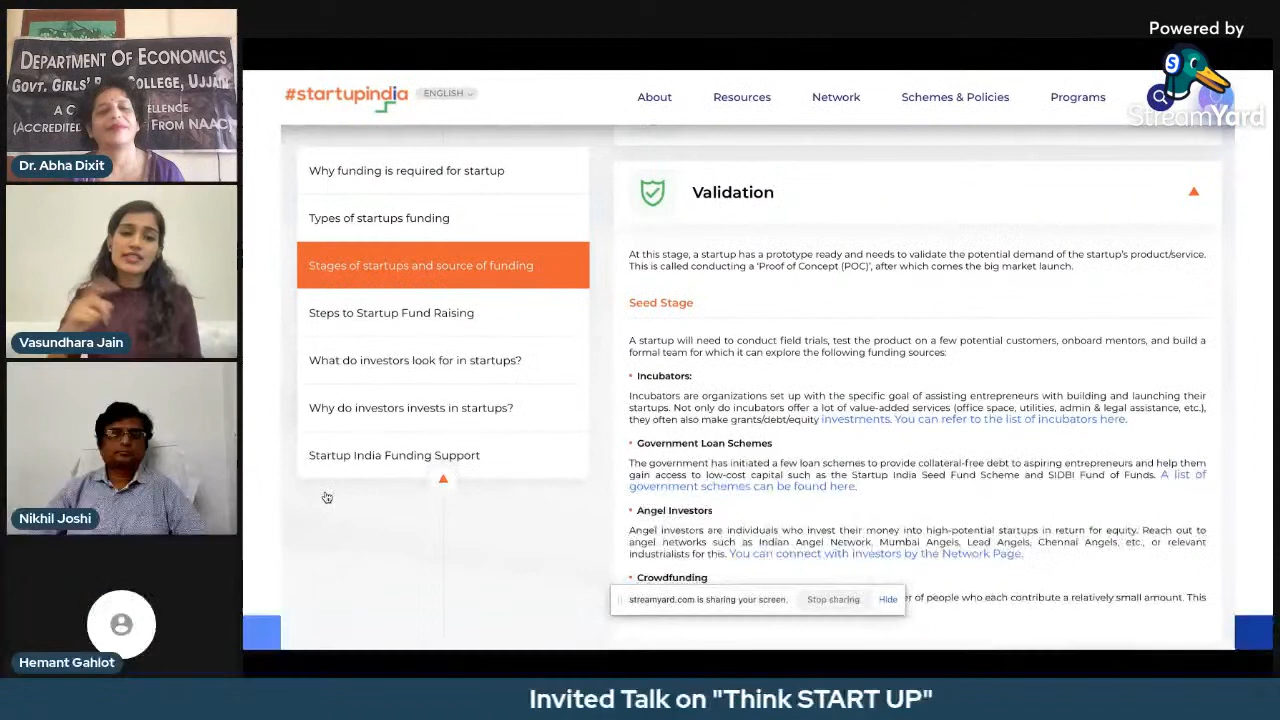 DEPARTMENT OF ECONOMICS
GOVT. GIRLS' COLLEGE, UJJAIN
A C ELLENCE
(ACCREDITED FROM NAAC)
Dr. Abha Dixit
Vasundhara Jain
Nikhil Joshi
Hemant Gahlot
Powered by
StreamYard
#startupindia
ENGLISH
About
Resources
Network
Schemes & Policies
Programs
Why funding is required for startup
Types of startups funding
Stages of startups and source of funding
Steps to Startup Fund Raising
What do investors look for in startups?
Why do investors invests in startups?
Startup India Funding Support
Validation
At this stage, a startup has a prototype ready and needs to validate the potential demand of the startup's product/service.
This is called conducting a 'Proof of Concept (POC)', after which comes the big market launch.
Seed Stage
A startup will need to conduct field trials, test the product on a few potential customers, onboard mentors, and build a
formal team for which it can explore the following funding sources:
• Incubators:
Incubators are organizations set up with the specific goal of assisting entrepreneurs with building and launching their
startups. Not only do incubators offer a lot of value-added services (office space, utilities, admin & legal assistance, etc.),
they often also make grants/debt/equity investments. You can refer to the list of incubators here.
• Government Loan Schemes
The government has initiated a few loan schemes to provide collateral-free debt to aspiring entrepreneurs and help them
gain access to low-cost capital such as the Startup India Seed Fund Scheme and SIDBI Fund of Funds. A list of
government schemes can be found here.
• Angel Investors
Angel investors are individuals who invest their money into high-potential startups in return for equity. Reach out to
angel networks such as Indian Angel Network, Mumbai Angels, Lead Angels, Chennai Angels, etc., or relevant
industrialists for this. You can connect with investors by the Network Page.
• Crowdfunding
er of people who each contribute a relatively small amount. This
streamyard.com is sharing your screen.
Stop sharing
Hide
Invited Talk on "Think START UP"